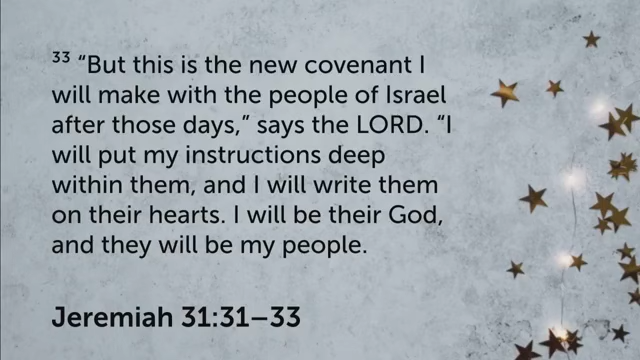 33 “But this is the new covenant I
will make with the people of Israel
after those days,” says the LORD. “I
will put my instructions deep
within them, and I will write them
on their hearts. I will be their God,
and they will be my people.
Jeremiah 31:31–33